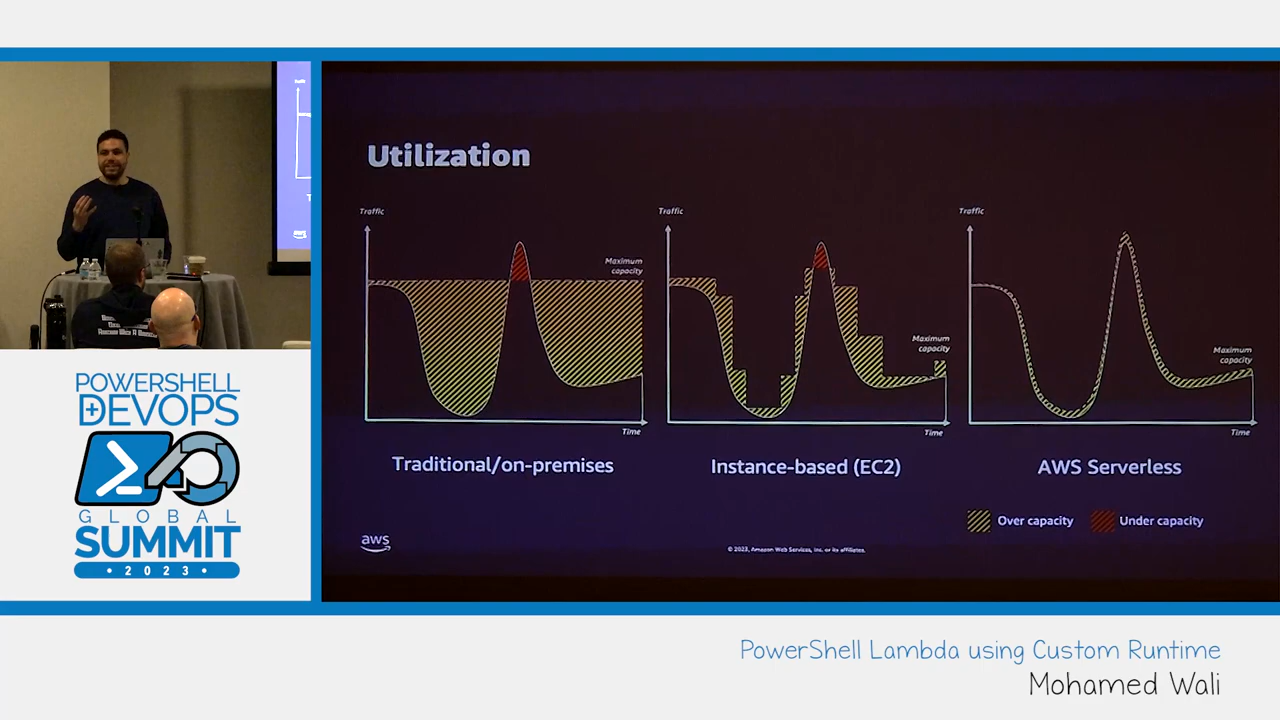 Utilization
Traffic
Maximum
capacity
Time
Traditional/on-premises
Traffic
Maximum
capacity
Time
Instance-based (EC2)
Traffic
Maximum
capacity
Time
AWS Serverless
Over capacity
Under capacity
aws
© 2023, Amazon Web Services, Inc. or its affiliates.
POWERSHELL
+DEVOPS
GLOBAL
SUMMIT
• 2023 •
PowerShell Lambda using Custom Runtime
Mohamed Wali